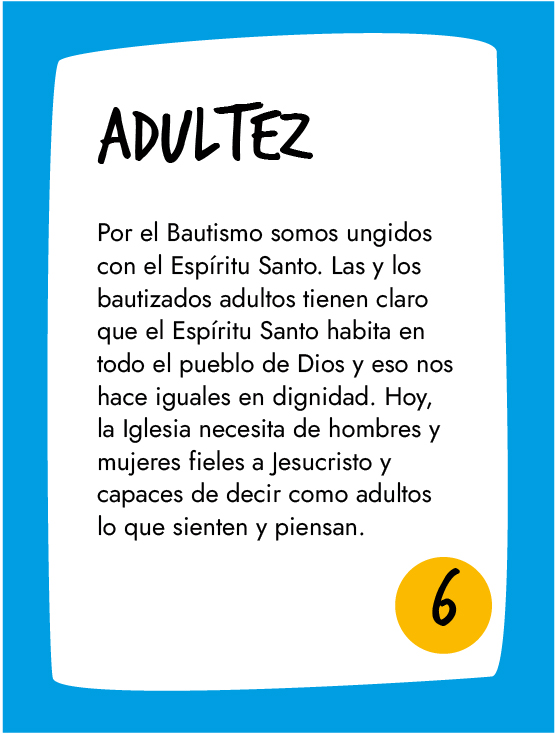 ADULTEZ
Por el Bautismo somos ungidos
con el Espíritu Santo. Las y los
bautizados adultos tienen claro
que el Espíritu Santo habita en
todo el pueblo de Dios y eso nos
hace iguales en dignidad. Hoy,
la Iglesia necesita de hombres y
mujeres fieles a Jesucristo y
capaces de decir como adultos
lo que sienten y piensan.
6